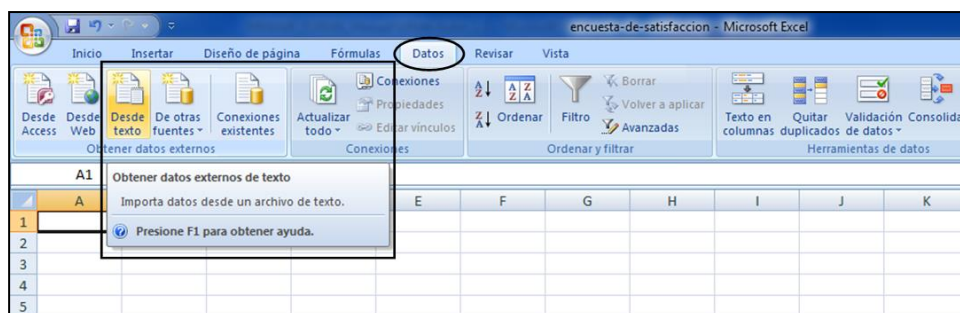 encuesta-de-satisfaccion - Microsoft Excel
Inicio Insertar Diseño de página Fórmulas Datos Revisar Vista
Desde Access
Desde Web
Desde texto
De otras fuentes
Conexiones existentes
Obtener datos externos
Actualizar todo
Conexiones
Propiedades
Editar vínculos
Conexiones
Ordenar
Filtro
Borrar
Volver a aplicar
Avanzadas
Ordenar y filtrar
Texto en columnas
Quitar duplicados
Validación de datos
Consolida
Herramientas de datos
A1
Obtener datos externos de texto
Importa datos desde un archivo de texto.
Presione F1 para obtener ayuda.
A E F G H I J K
1
2
3
4
5